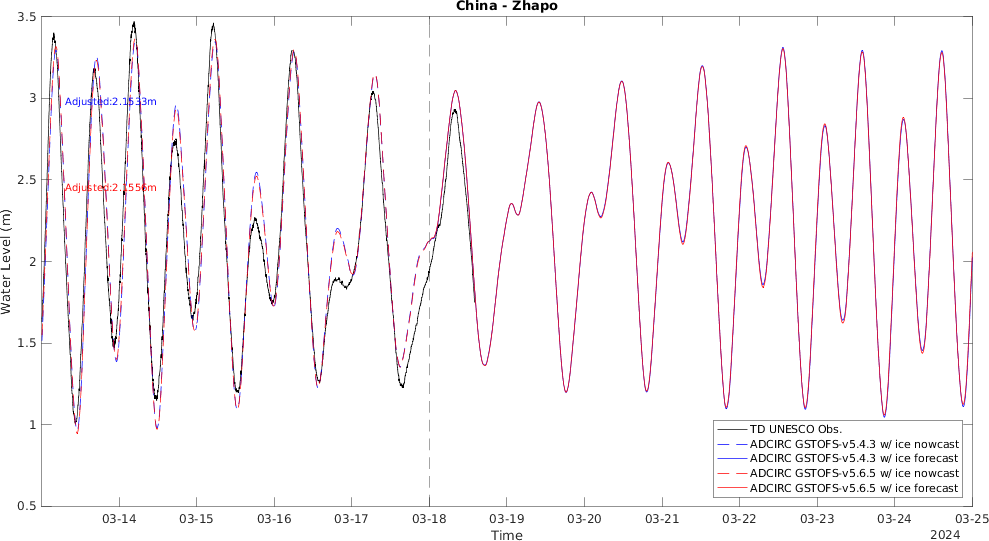 China - Zhapo
03-14 03-15 03-16 03-17 03-18 03-19 03-20 03-21 03-22 03-23 03-24 03-25
3.5
3
2.5
2
1.5
1
0.5
Water Level (m)
Adjusted:2.1533m
Adjusted:2.1556m
TD UNESCO Obs.
ADCIRC GSTOFS-v5.4.3 w/ ice nowcast
ADCIRC GSTOFS-v5.4.3 w/ ice forecast
ADCIRC GSTOFS-v5.6.5 w/ ice nowcast
ADCIRC GSTOFS-v5.6.5 w/ ice forecast
Time
2024